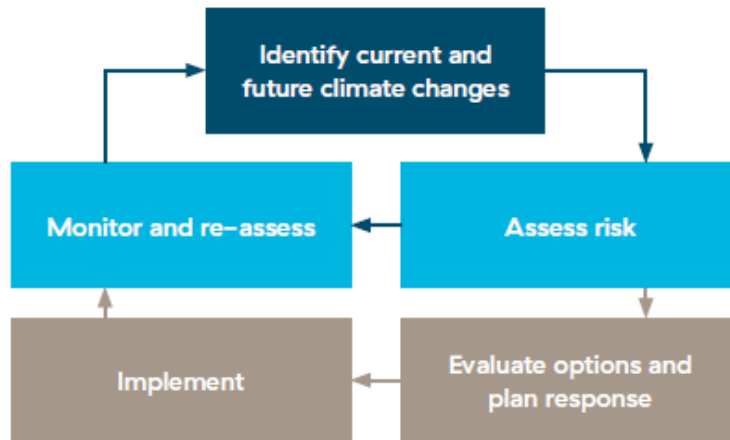 Identify current and
future climate changes
Monitor and re-assess
Assess risk
Implement
Evaluate options and
plan response